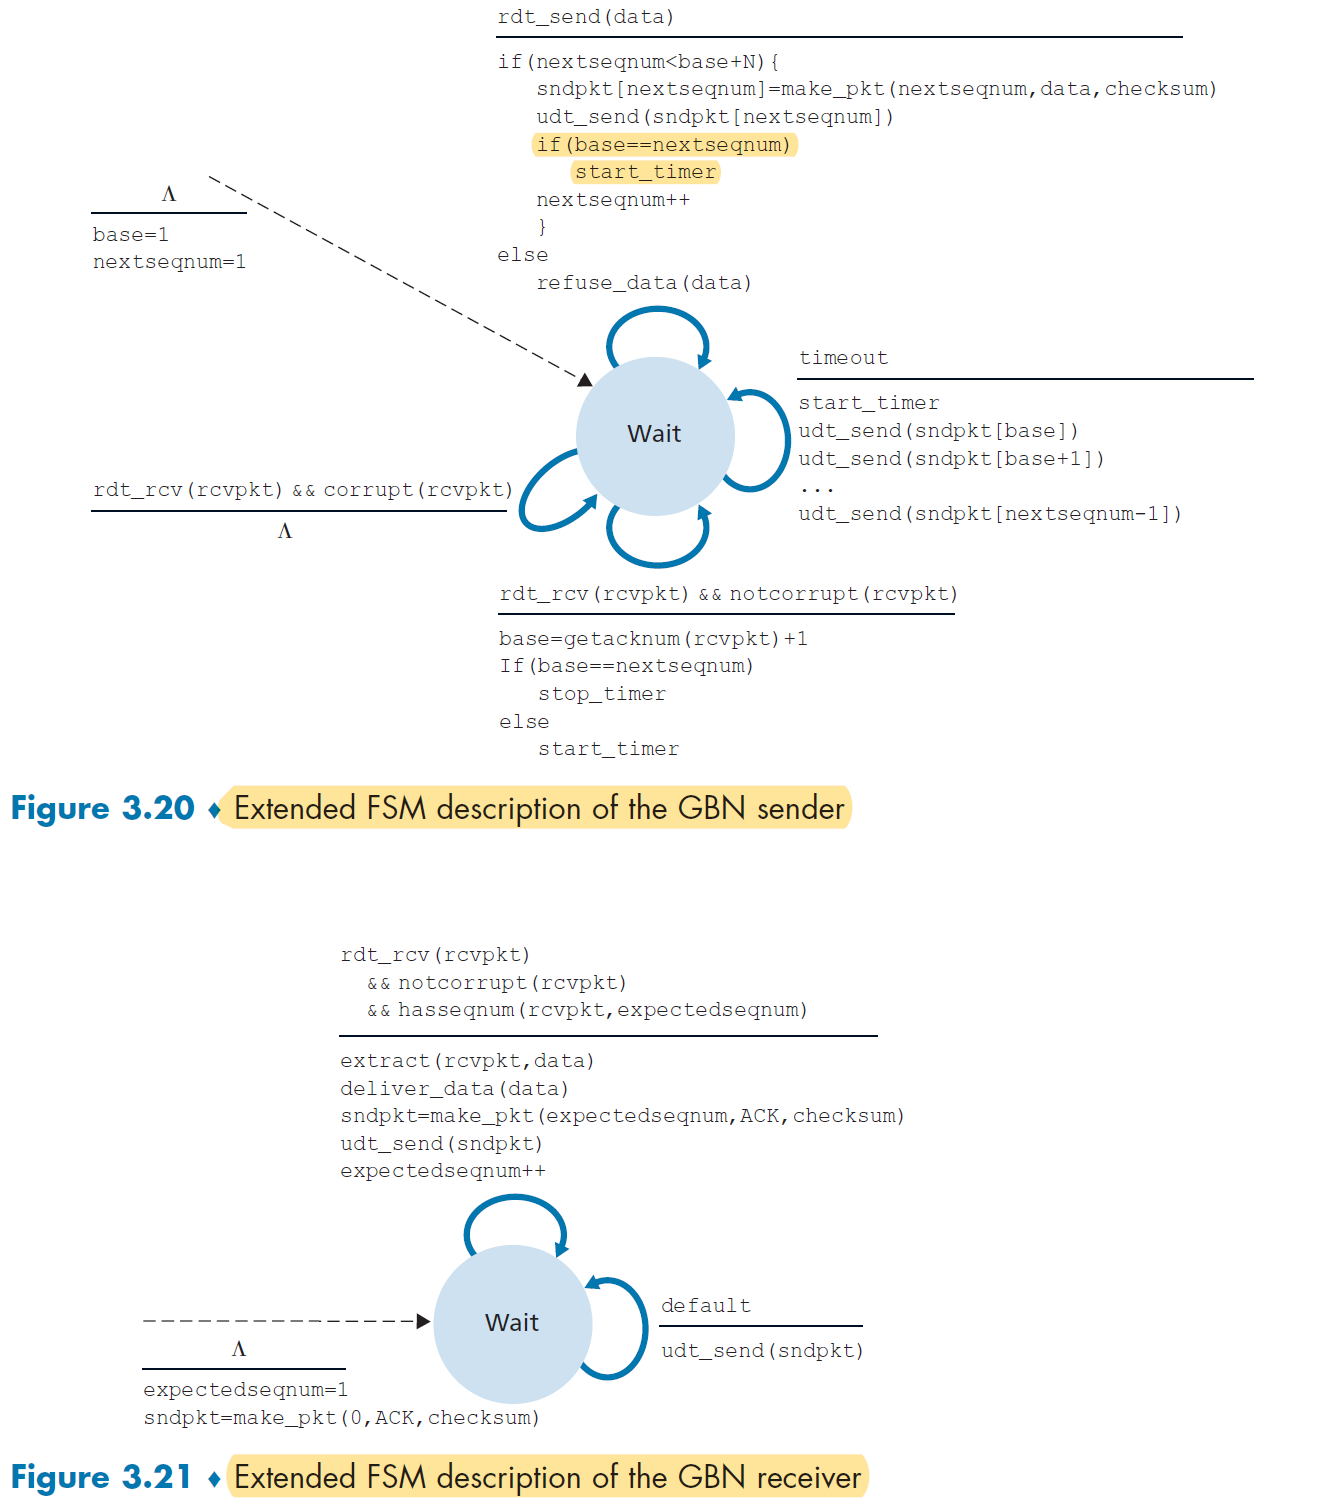 rdt_send(data)
if(nextseqnum<base+N){
sndpkt[nextseqnum]=make_pkt(nextseqnum,data,checksum)
udt_send(sndpkt[nextseqnum])
if(base==nextseqnum)
start_timer
nextseqnum++
}
else
refuse_data(data)
Λ
base=1
nextseqnum=1
Wait
timeout
start_timer
udt_send(sndpkt[base])
udt_send(sndpkt[base+1])
...
udt_send(sndpkt[nextseqnum-1])
rdt_rcv(rcvpkt) && corrupt(rcvpkt)
Λ
rdt_rcv(rcvpkt) && notcorrupt(rcvpkt)
base=getacknum(rcvpkt)+1
If(base==nextseqnum)
stop_timer
else
start_timer
Figure 3.20 ♦ Extended FSM description of the GBN sender
rdt_rcv(rcvpkt)
&& notcorrupt(rcvpkt)
&& hasseqnum(rcvpkt,expectedseqnum)
extract(rcvpkt,data)
deliver_data(data)
sndpkt=make_pkt(expectedseqnum,ACK,checksum)
udt_send(sndpkt)
expectedseqnum++
Wait
default
udt_send(sndpkt)
Λ
expectedseqnum=1
sndpkt=make_pkt(0,ACK,checksum)
Figure 3.21 ♦ Extended FSM description of the GBN receiver